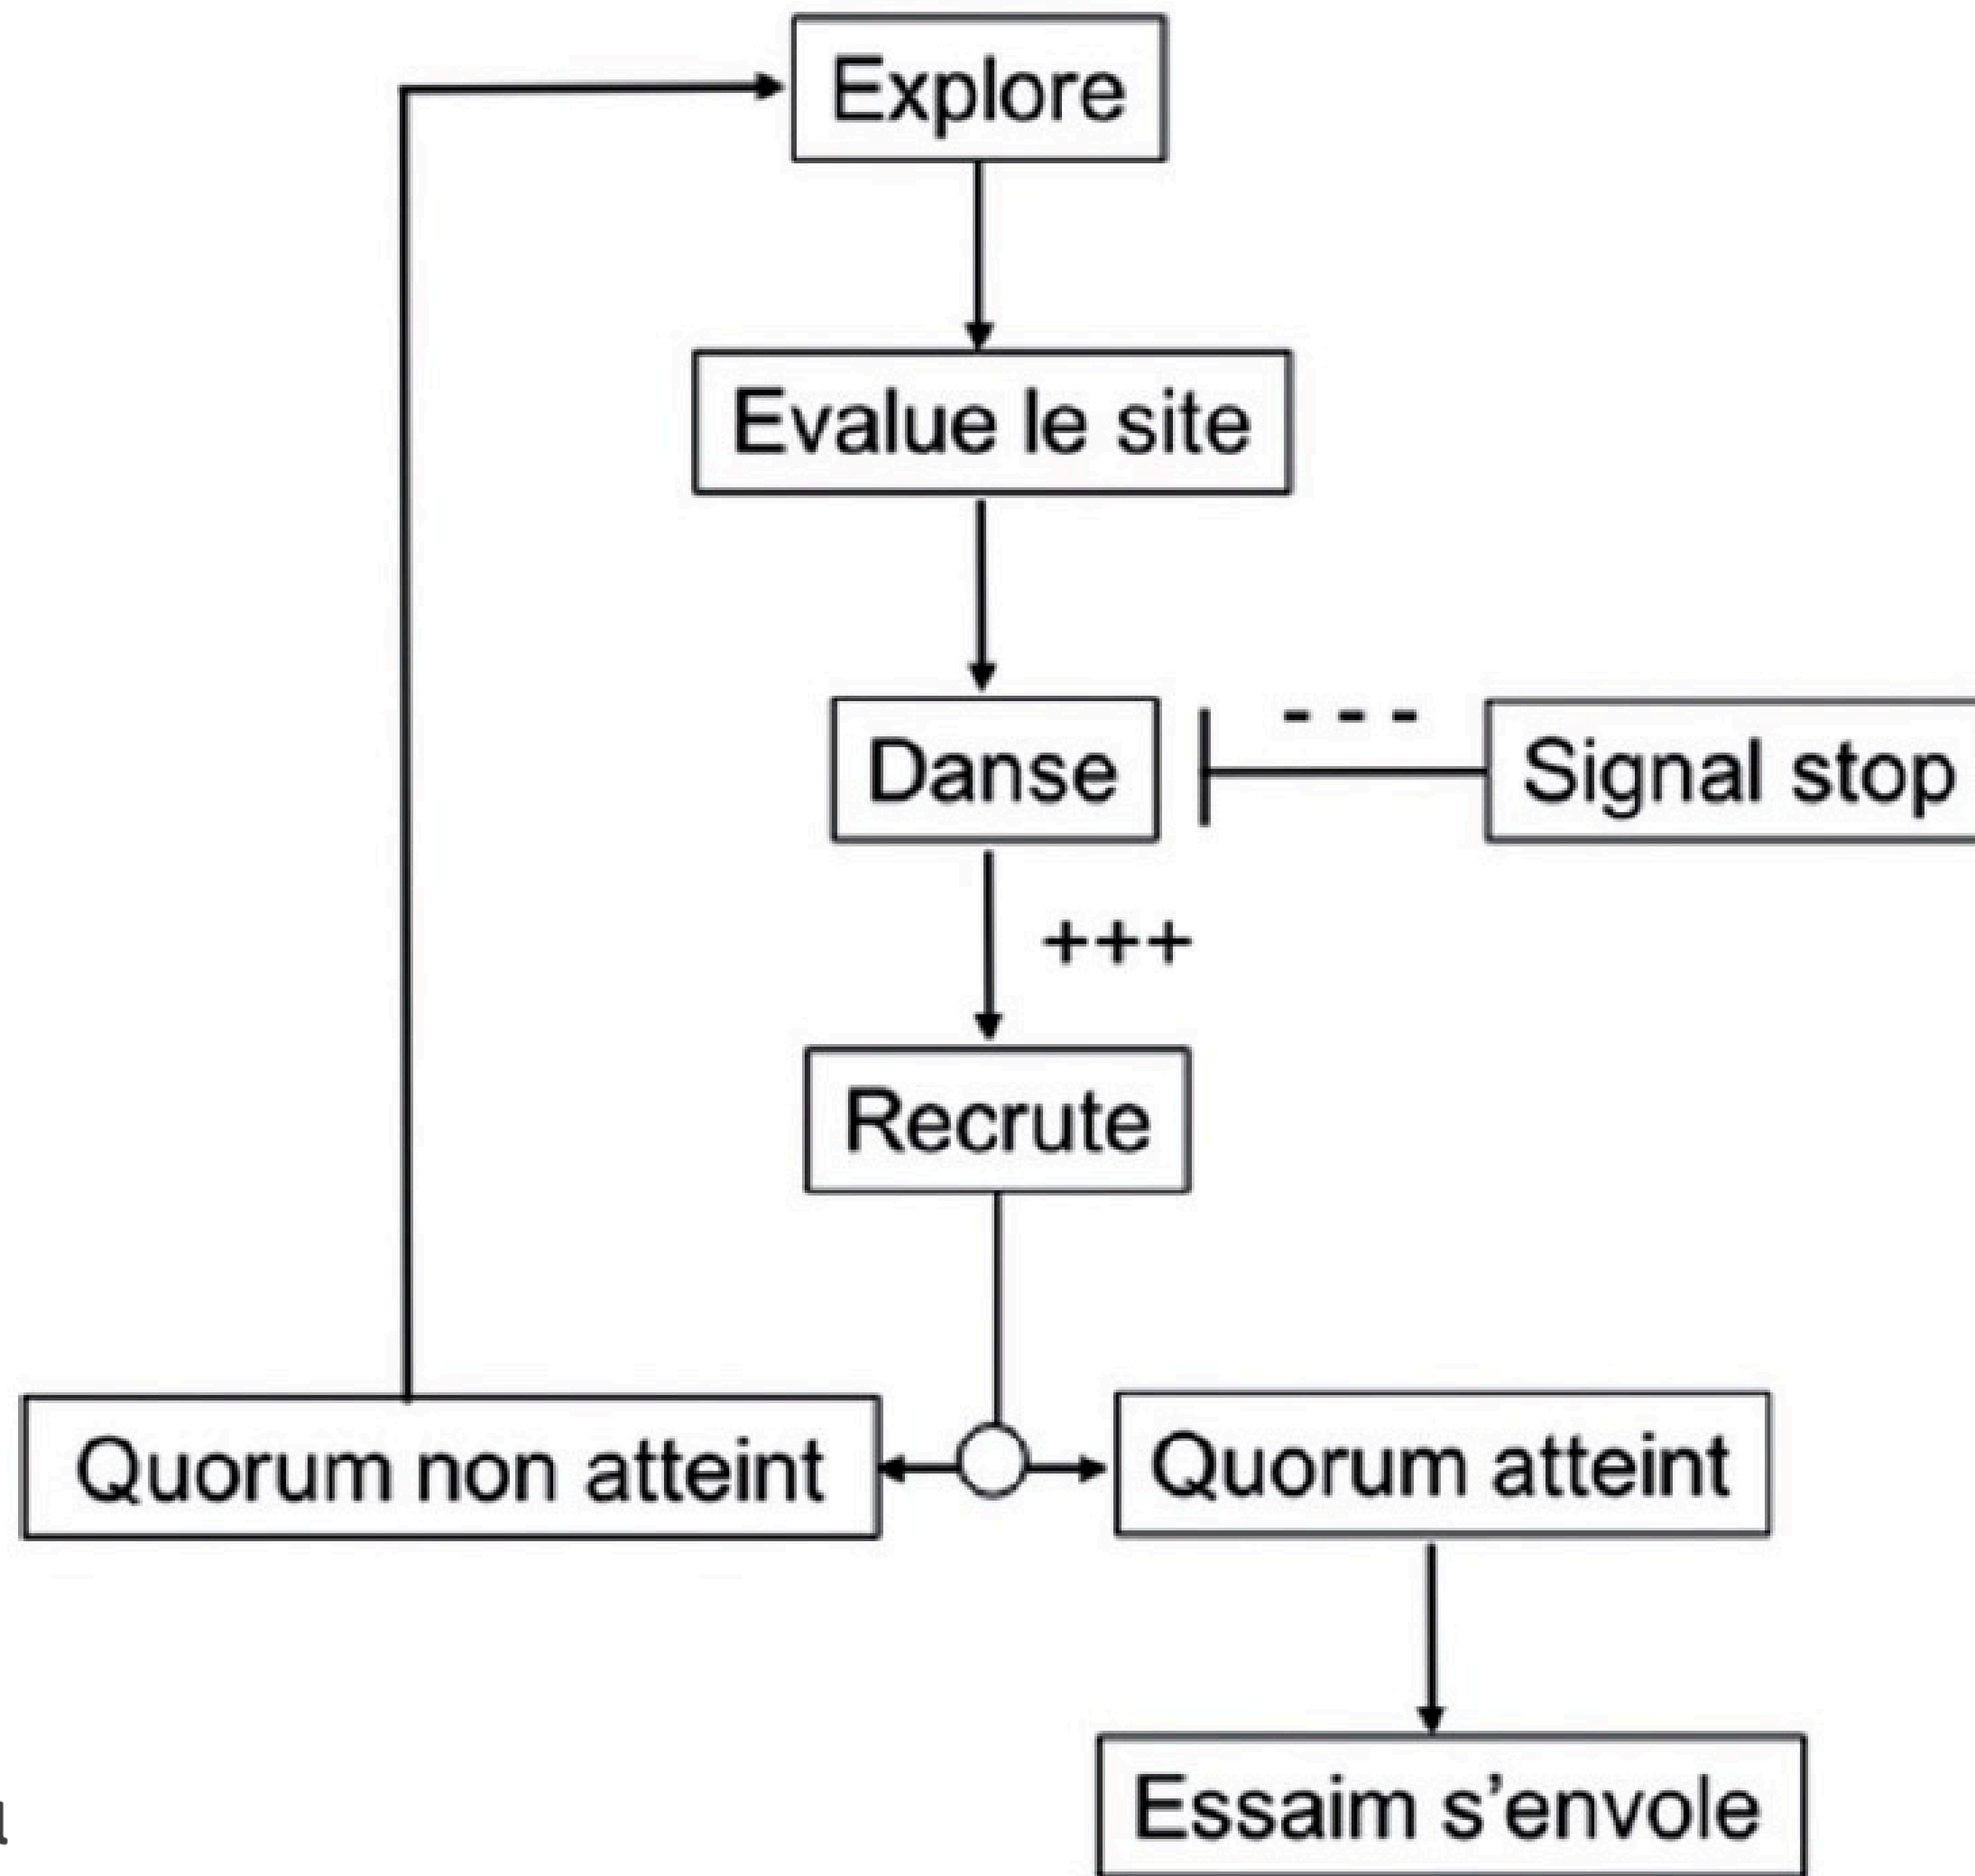 Explore
Evalue le site
Danse
- - -
Signal stop
+++
Recrute
Quorum non atteint
Quorum atteint
Essaim s’envole